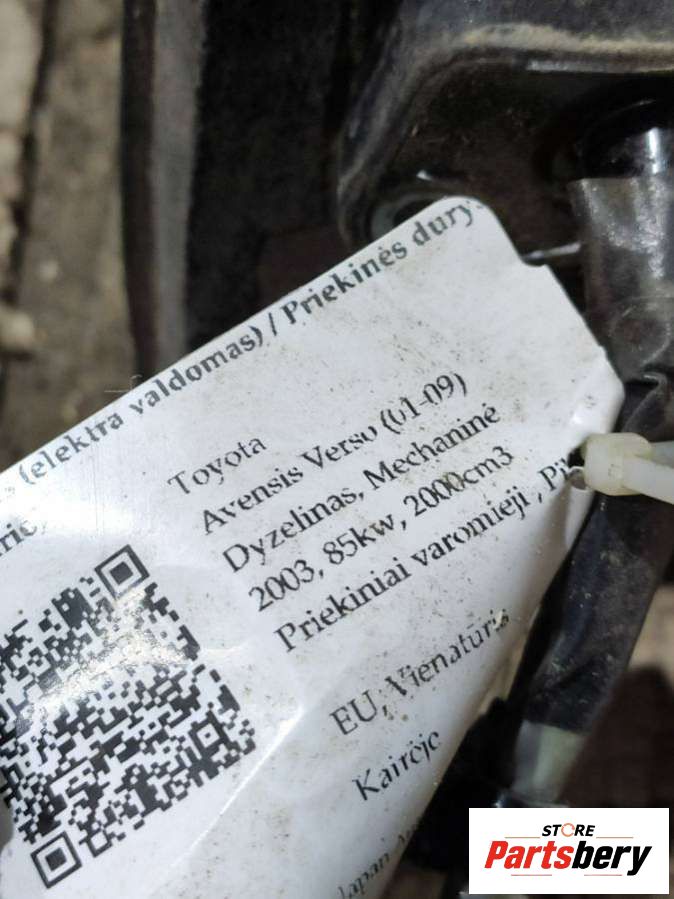 (elektra valdomas) / Priekinės durys
Toyota
Avensis Verso (01-09)
Dyzelinas, Mechaninė
2003, 85kw, 2000cm3
Priekiniai varomieji,
EU, Vienatūris
Kairėje
Japan
STORE
Partsbery